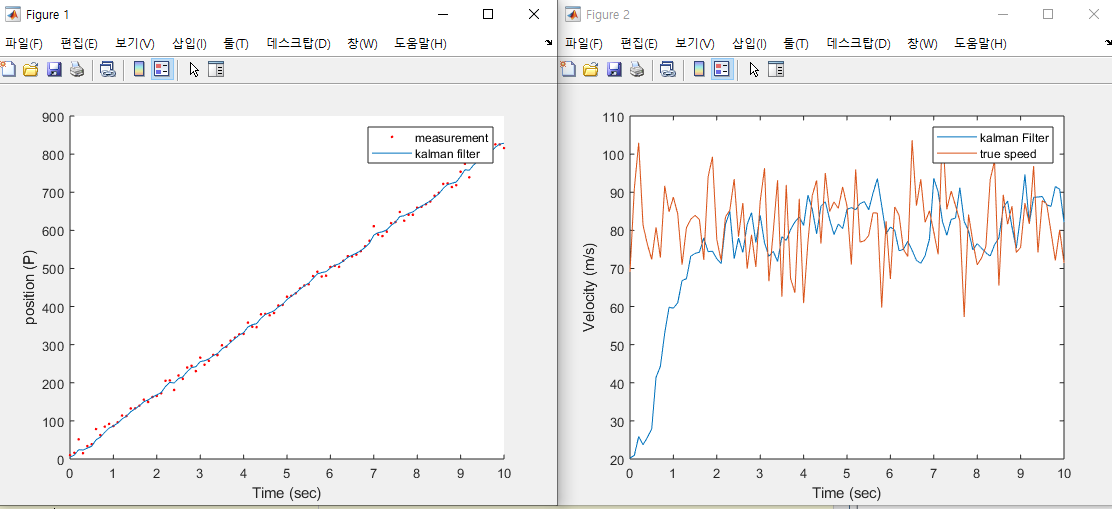 Figure 1
파일(F) 편집(E) 보기(V) 삽입(I) 툴(T) 데스크탑(D) 창(W) 도움말(H)
900
800
700
600
500
400
300
200
100
0
position (P)
measurement
kalman filter
0 1 2 3 4 5 6 7 8 9 10
Time (sec)
Figure 2
파일(F) 편집(E) 보기(V) 삽입(I) 툴(T) 데스크탑(D) 창(W) 도움말(H)
110
100
90
80
70
60
50
40
30
20
Velocity (m/s)
kalman Filter
true speed
0 1 2 3 4 5 6 7 8 9 10
Time (sec)